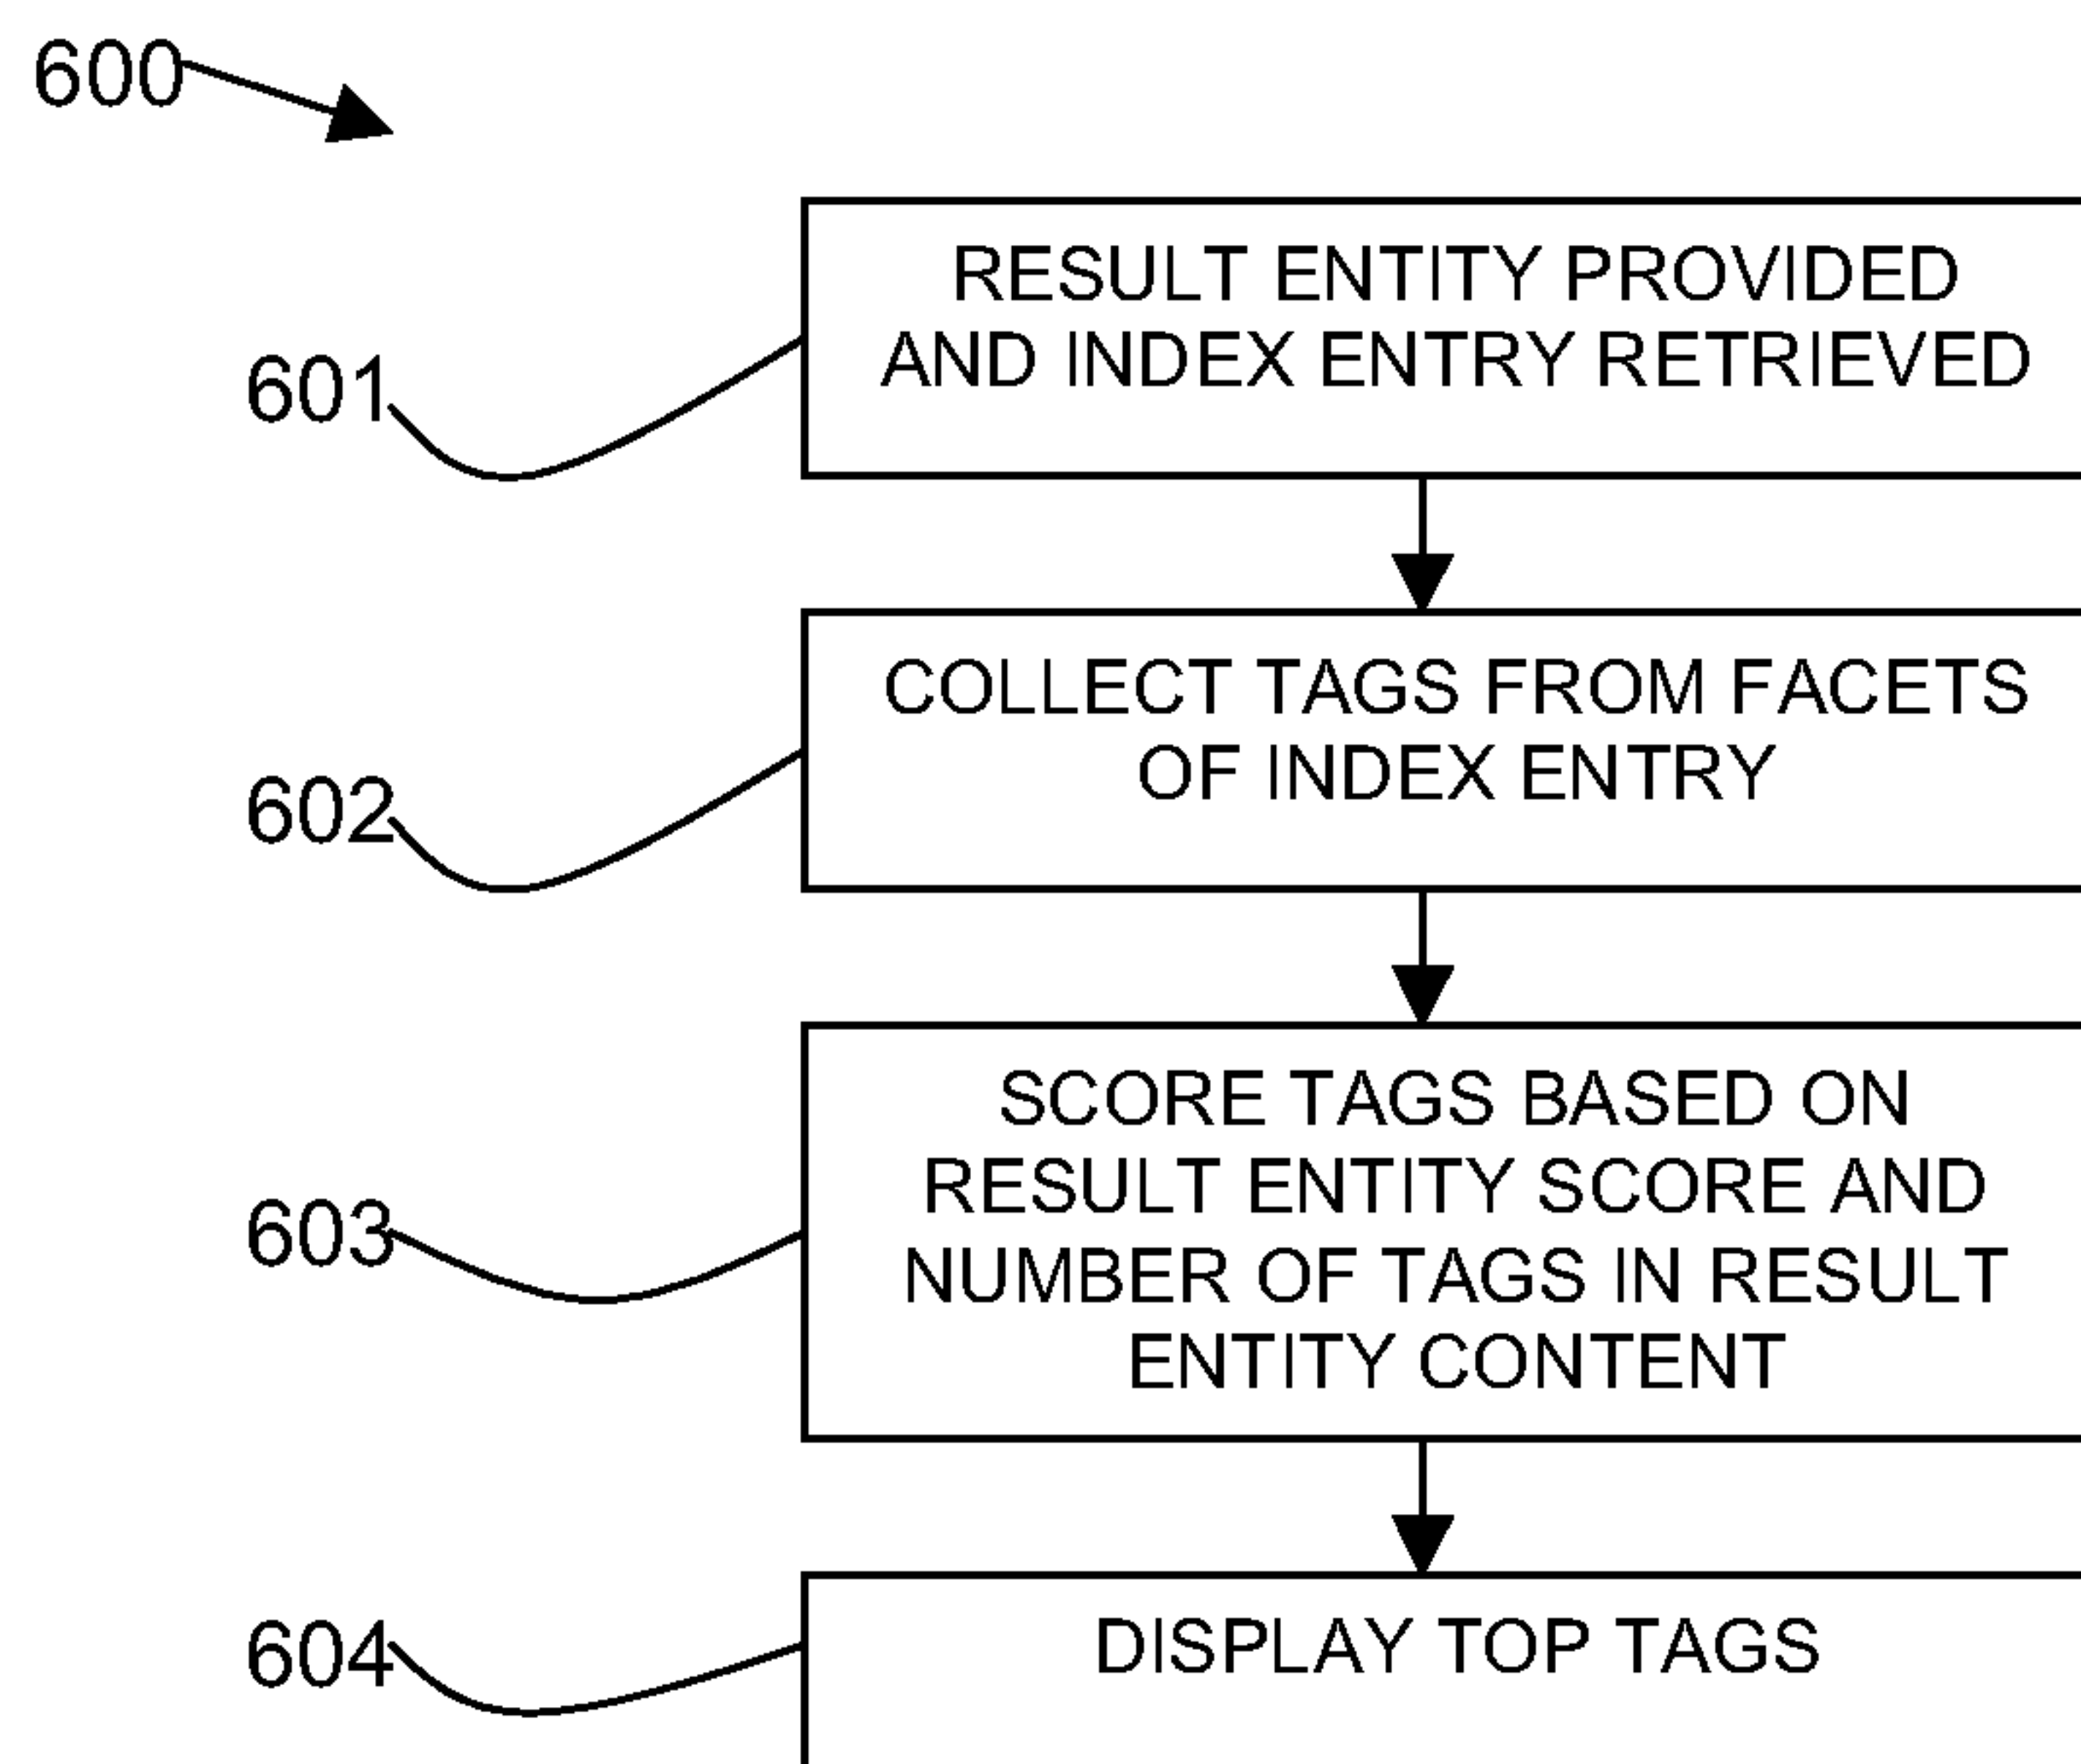 600
RESULT ENTITY PROVIDED
AND INDEX ENTRY RETRIEVED
601
COLLECT TAGS FROM FACETS
OF INDEX ENTRY
602
SCORE TAGS BASED ON
RESULT ENTITY SCORE AND
NUMBER OF TAGS IN RESULT
ENTITY CONTENT
603
DISPLAY TOP TAGS
604